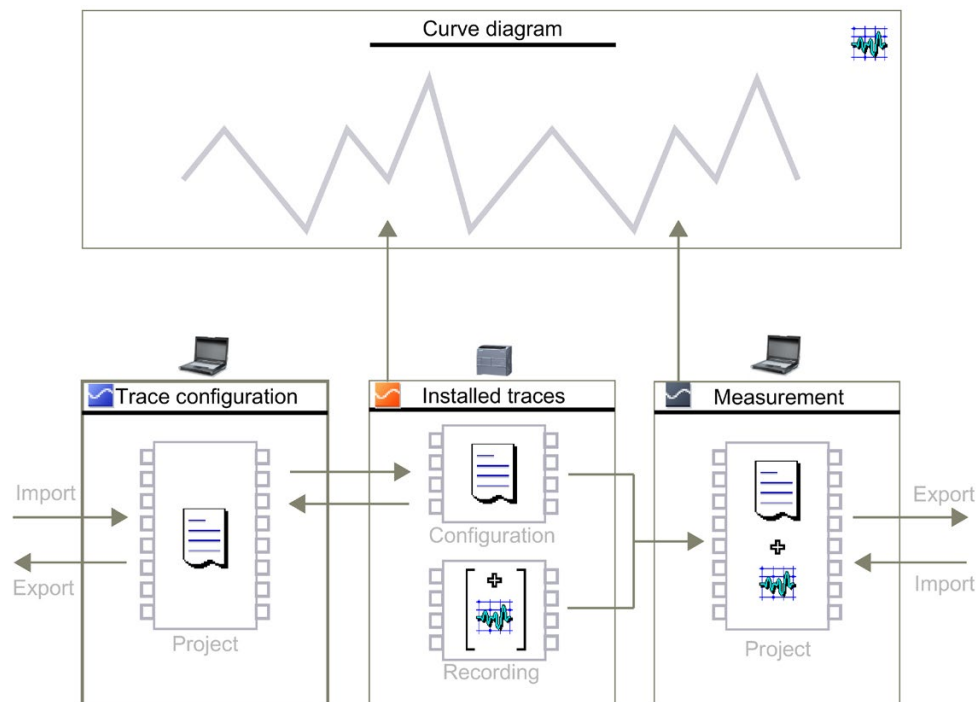 Curve diagram
Trace configuration
Installed traces
Measurement
Import
Export
Project
Configuration
Recording
Project
Export
Import